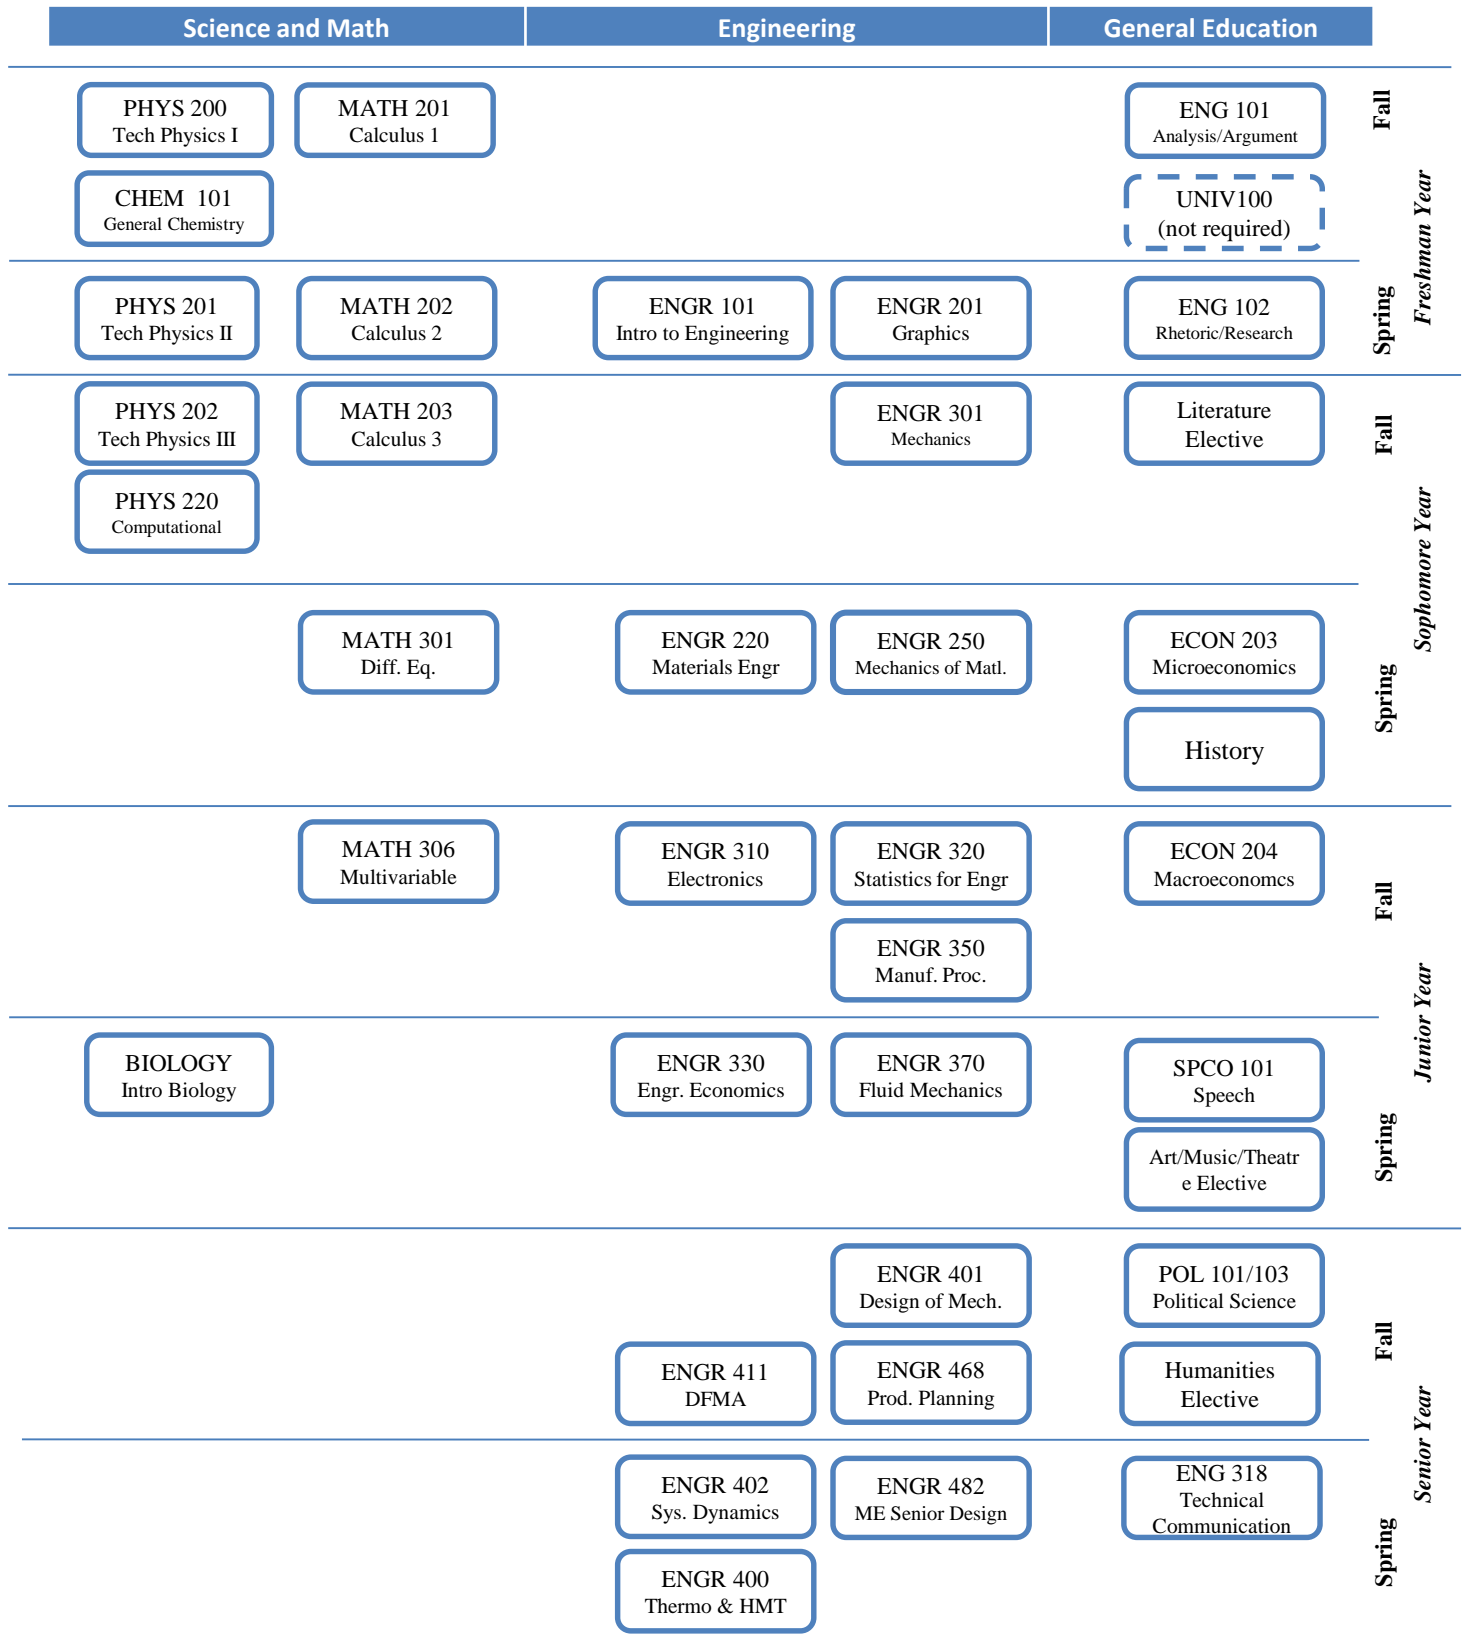 Science and Math
Engineering
General Education
PHYS 200
Tech Physics I
MATH 201
Calculus 1
ENG 101
Analysis/Argument
Fall
CHEM  101
General Chemistry
UNIV100
(not required)
Freshman Year
PHYS 201
Tech Physics II
MATH 202
Calculus 2
ENGR 101
Intro to Engineering
ENGR 201
Graphics
ENG 102
Rhetoric/Research
Spring
PHYS 202
Tech Physics III
MATH 203
Calculus 3
ENGR 301
Mechanics
Literature
Elective
Fall
PHYS 220
Computational
Sophomore Year
MATH 301
Diff. Eq.
ENGR 220
Materials Engr
ENGR 250
Mechanics of Matl.
ECON 203
Microeconomics
Spring
History
MATH 306
Multivariable
ENGR 310
Electronics
ENGR 320
Statistics for Engr
ECON 204
Macroeconomcs
Fall
ENGR 350
Manuf. Proc.
Junior Year
BIOLOGY
Intro Biology
ENGR 330
Engr. Economics
ENGR 370
Fluid Mechanics
SPCO 101
Speech
Spring
Art/Music/Theatr
e Elective
ENGR 401
Design of Mech.
POL 101/103
Political Science
Fall
ENGR 411
DFMA
ENGR 468
Prod. Planning
Humanities
Elective
Senior Year
ENGR 402
Sys. Dynamics
ENGR 482
ME Senior Design
ENG 318
Technical
Communication
Spring
ENGR 400
Thermo & HMT